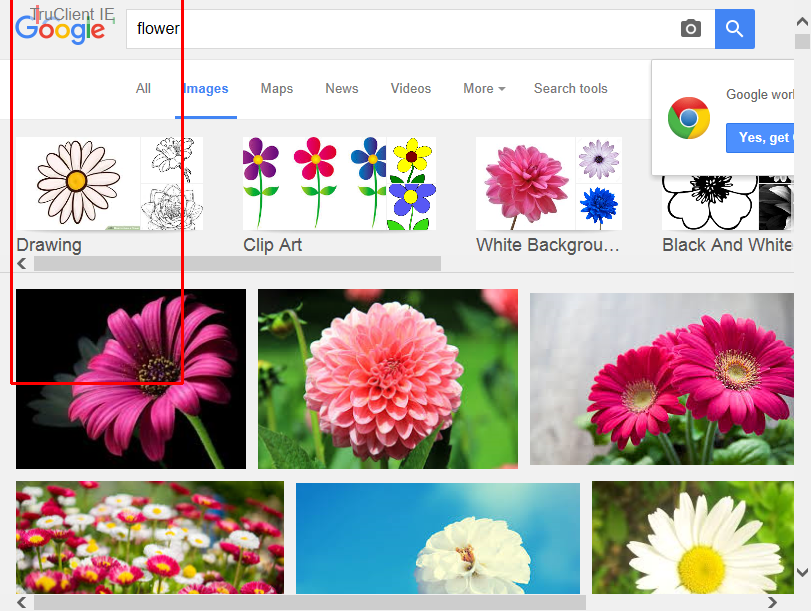 TruClient IE
Google
flower
All Images Maps News Videos More Search tools
Google worl
Yes, get
Drawing Clip Art White Backgrou... Black And White